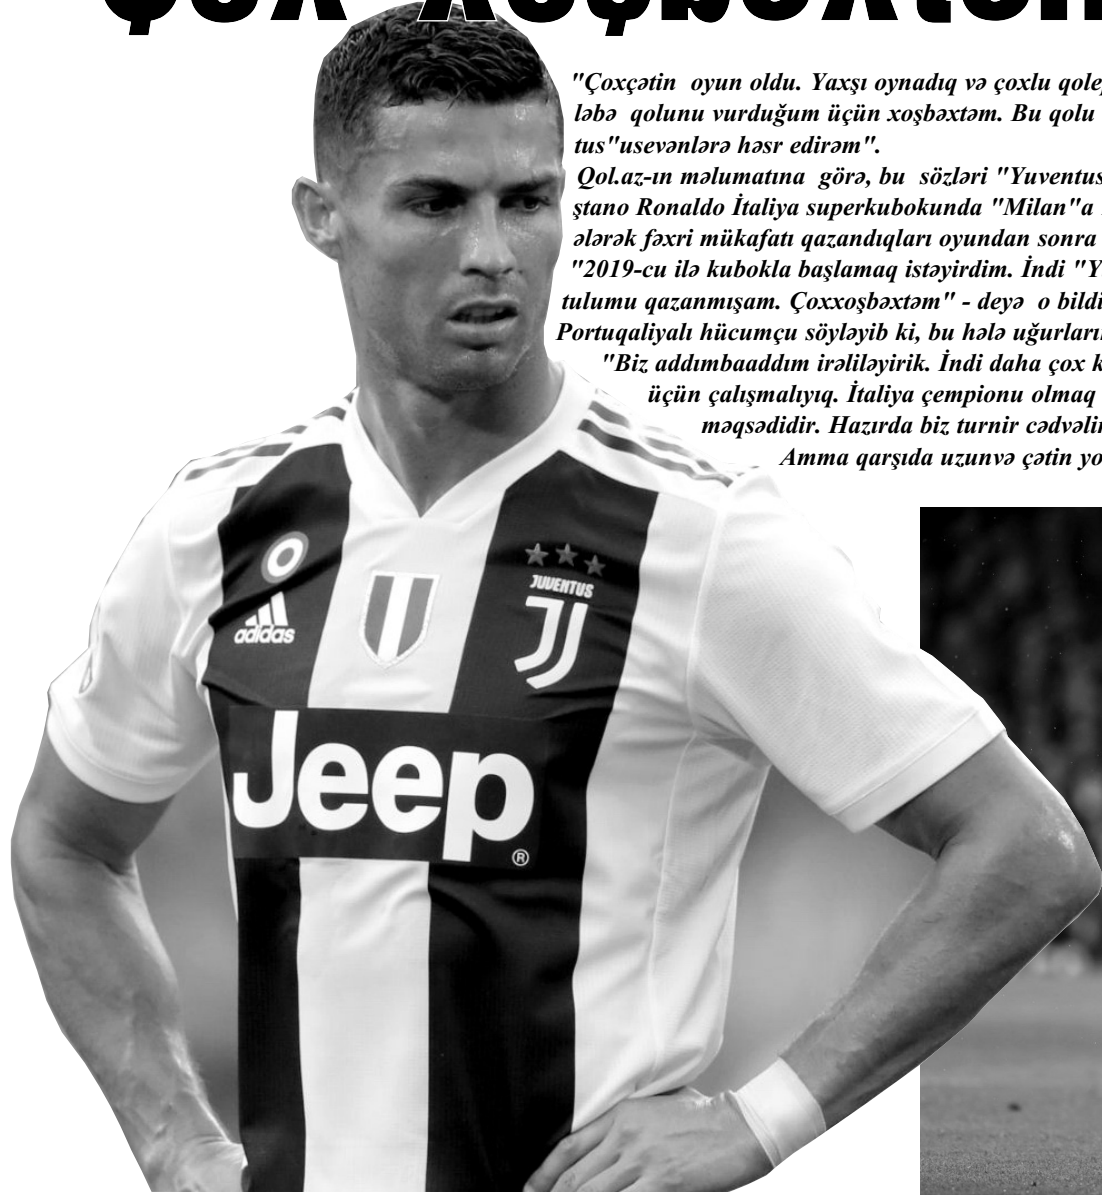 "Çoxçətin oyun oldu. Yaxşı oynadıq və çoxlu qole
ləbə qolunu vurduğum üçün xoşbəxtəm. Bu qolu
tus"usevənlərə həsr edirəm".
Qol.az-ın məlumatına görə, bu sözləri "Yuventus
ştano Ronaldo İtaliya superkubokunda "Milan"a
ələrək fəxri mükafatı qazandıqları oyundan sonra
"2019-cu ilə kubokla başlamaq istəyirdim. İndi "Y
tulumu qazanmışam. Çoxxoşbəxtəm" - deyə o bildi
Portuqaliyalı hücumçu söyləyib ki, bu hələ uğurların
"Biz addımbaaddım irəliləyirik. İndi daha çox k
üçün çalışmalıyıq. İtaliya çempionu olmaq
məqsədidir. Hazırda biz turnir cədvəlin
Amma qarşıda uzunvə çətin yo
JUVENTUS
adidas
Jeep
®